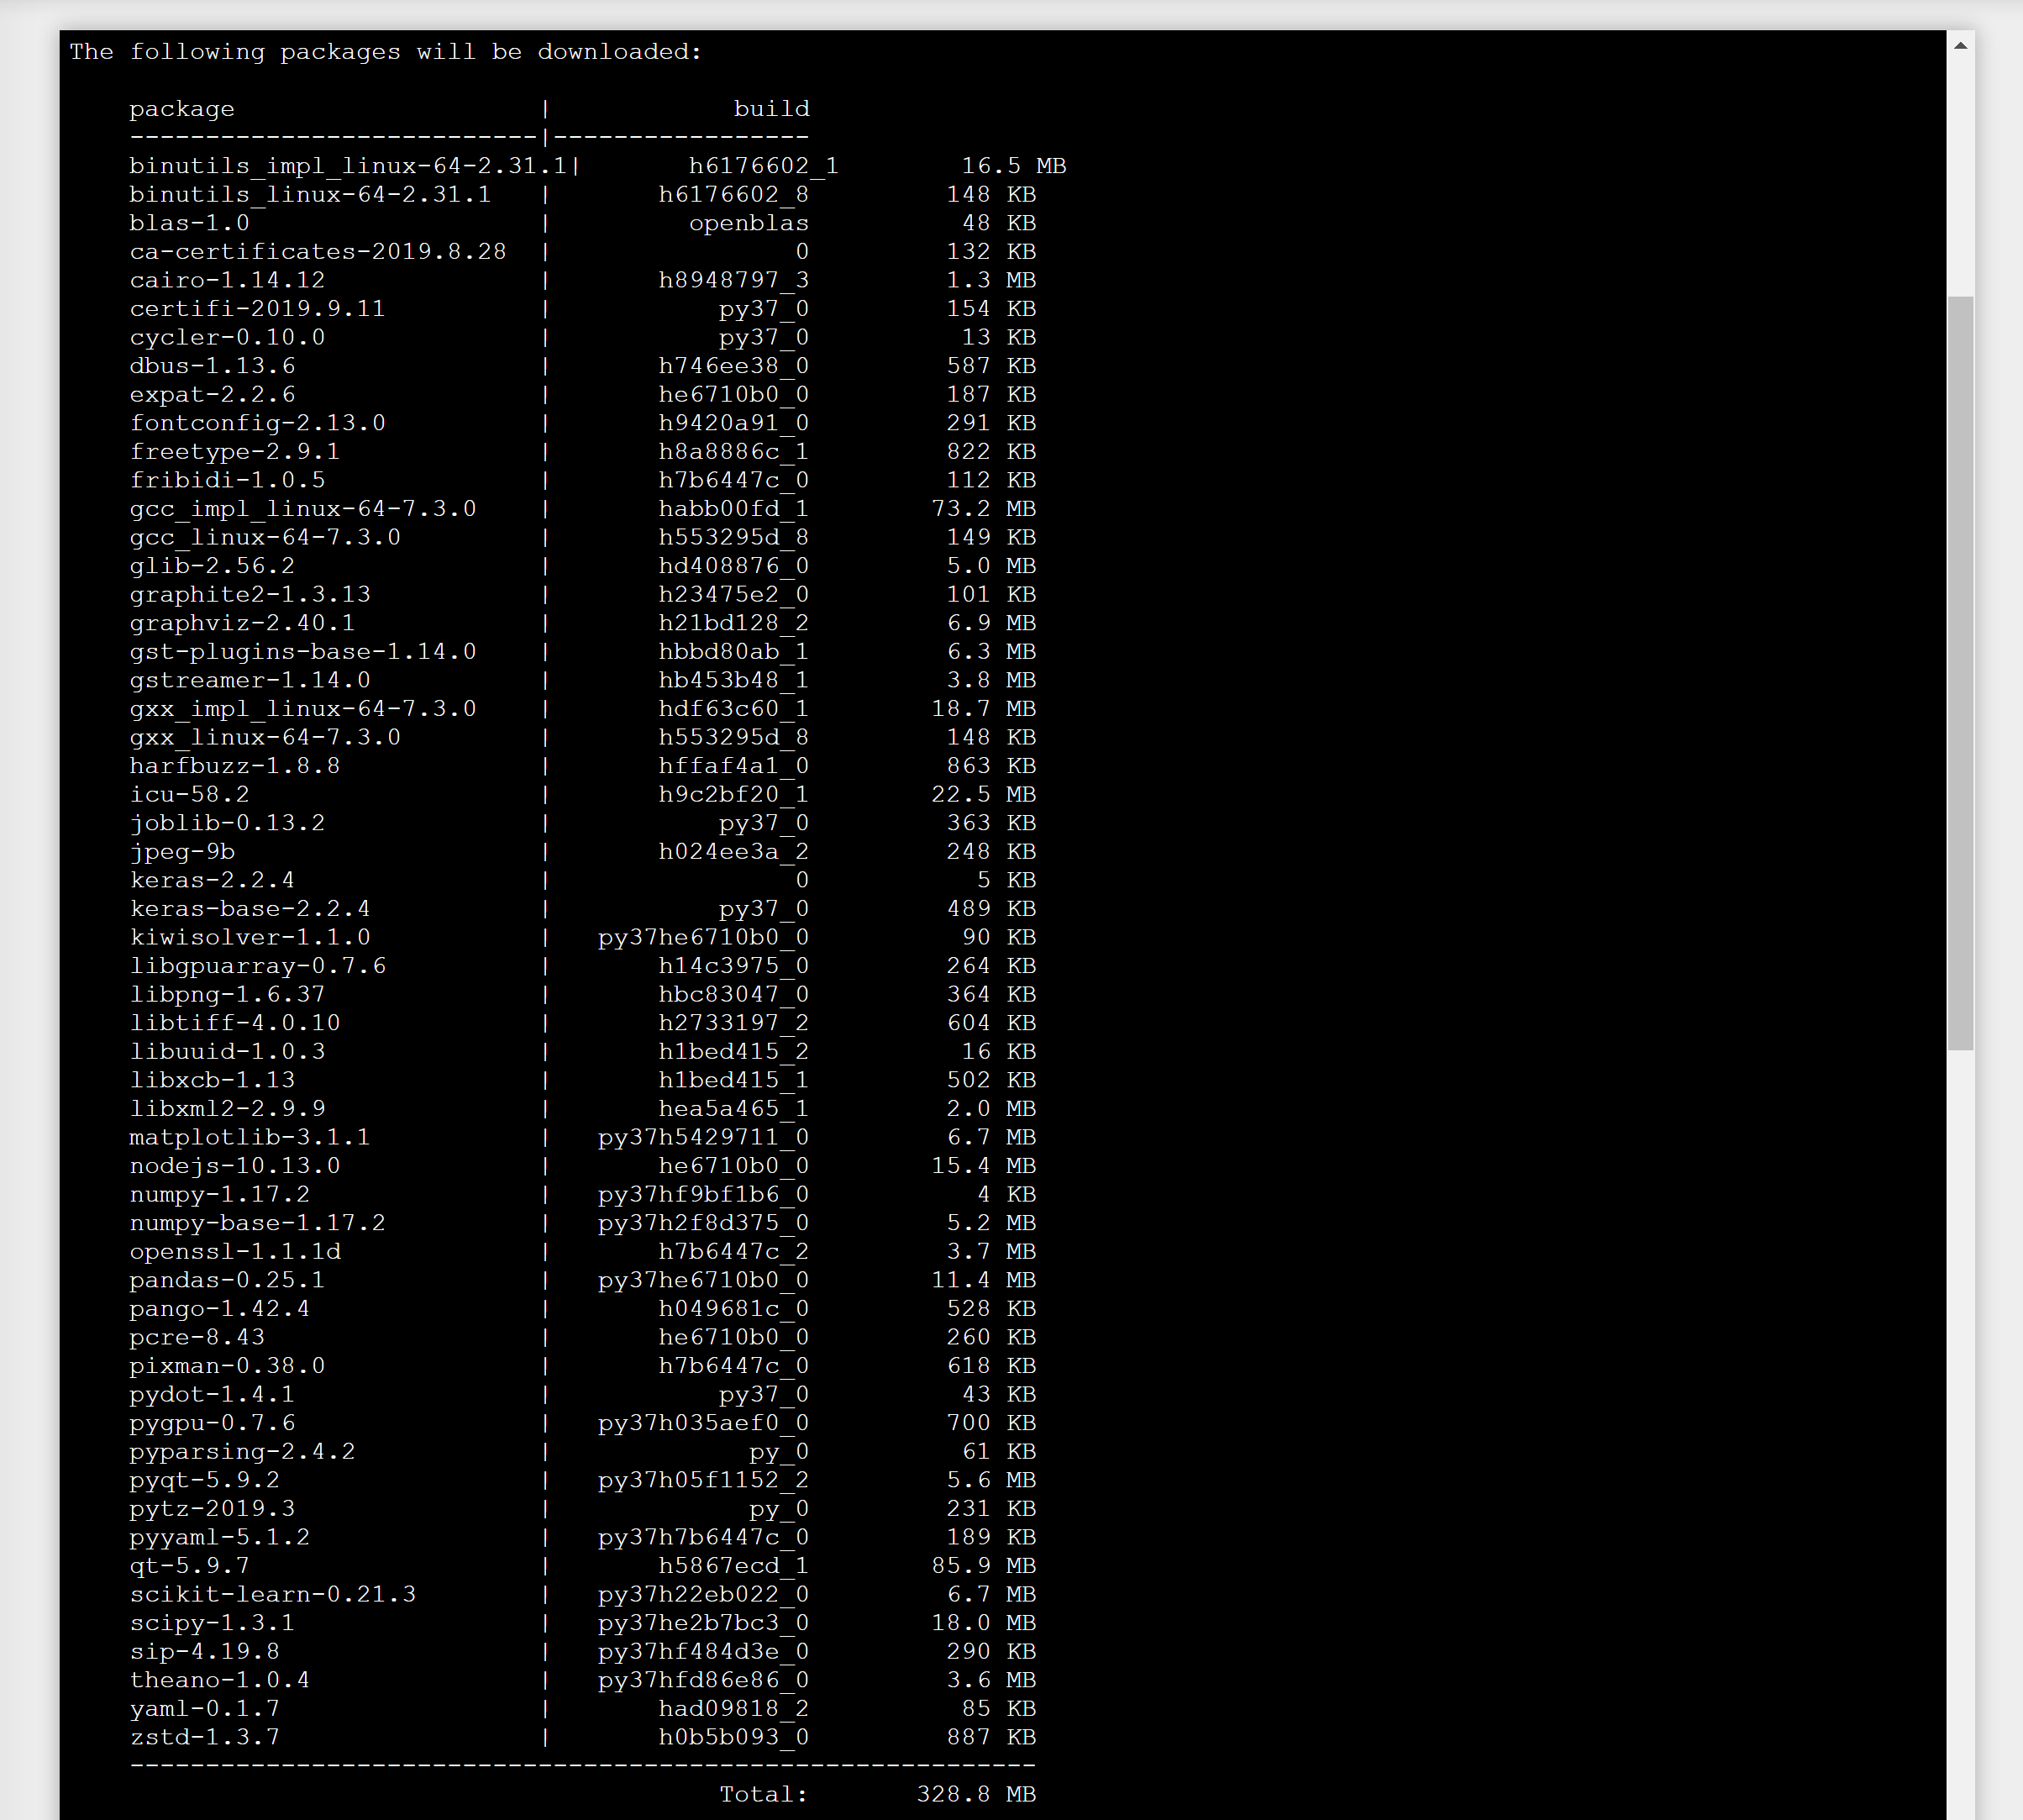 The following packages will be downloaded:
package | build
---------------------------|-----------------
binutils_impl_linux-64-2.31.1| h6176602_1 16.5 MB
binutils_linux-64-2.31.1 | h6176602_8 148 KB
blas-1.0 | openblas 48 KB
ca-certificates-2019.8.28 | 0 132 KB
cairo-1.14.12 | h8948797_3 1.3 MB
certifi-2019.9.11 | py37_0 154 KB
cycler-0.10.0 | py37_0 13 KB
dbus-1.13.6 | h746ee38_0 587 KB
expat-2.2.6 | he6710b0_0 187 KB
fontconfig-2.13.0 | h9420a91_0 291 KB
freetype-2.9.1 | h8a8886c_1 822 KB
fribidi-1.0.5 | h7b6447c_0 112 KB
gcc_impl_linux-64-7.3.0 | habb00fd_1 73.2 MB
gcc_linux-64-7.3.0 | h553295d_8 149 KB
glib-2.56.2 | hd408876_0 5.0 MB
graphite2-1.3.13 | h23475e2_0 101 KB
graphviz-2.40.1 | h21bd128_2 6.9 MB
gst-plugins-base-1.14.0 | hbbd80ab_1 6.3 MB
gstreamer-1.14.0 | hb453b48_1 3.8 MB
gxx_impl_linux-64-7.3.0 | hdf63c60_1 18.7 MB
gxx_linux-64-7.3.0 | h553295d_8 148 KB
harfbuzz-1.8.8 | hffaf4a1_0 863 KB
icu-58.2 | h9c2bf20_1 22.5 MB
joblib-0.13.2 | py37_0 363 KB
jpeg-9b | h024ee3a_2 248 KB
keras-2.2.4 | 0 5 KB
keras-base-2.2.4 | py37_0 489 KB
kiwisolver-1.1.0 | py37he6710b0_0 90 KB
libgpuarray-0.7.6 | h14c3975_0 264 KB
libpng-1.6.37 | hbc83047_0 364 KB
libtiff-4.0.10 | h2733197_2 604 KB
libuuid-1.0.3 | h1bed415_2 16 KB
libxcb-1.13 | h1bed415_1 502 KB
libxml2-2.9.9 | hea5a465_1 2.0 MB
matplotlib-3.1.1 | py37h5429711_0 6.7 MB
nodejs-10.13.0 | he6710b0_0 15.4 MB
numpy-1.17.2 | py37hf9bf1b6_0 4 KB
numpy-base-1.17.2 | py37h2f8d375_0 5.2 MB
openssl-1.1.1d | h7b6447c_2 3.7 MB
pandas-0.25.1 | py37he6710b0_0 11.4 MB
pango-1.42.4 | h049681c_0 528 KB
pcre-8.43 | he6710b0_0 260 KB
pixman-0.38.0 | h7b6447c_0 618 KB
pydot-1.4.1 | py37_0 43 KB
pygpu-0.7.6 | py37h035aef0_0 700 KB
pyparsing-2.4.2 | py_0 61 KB
pyqt-5.9.2 | py37h05f1152_2 5.6 MB
pytz-2019.3 | py_0 231 KB
pyyaml-5.1.2 | py37h7b6447c_0 189 KB
qt-5.9.7 | h5867ecd_1 85.9 MB
scikit-learn-0.21.3 | py37h22eb022_0 6.7 MB
scipy-1.3.1 | py37he2b7bc3_0 18.0 MB
sip-4.19.8 | py37hf484d3e_0 290 KB
theano-1.0.4 | py37hfd86e86_0 3.6 MB
yaml-0.1.7 | had09818_2 85 KB
zstd-1.3.7 | h0b5b093_0 887 KB
------------------------------------------------------------
Total: 328.8 MB